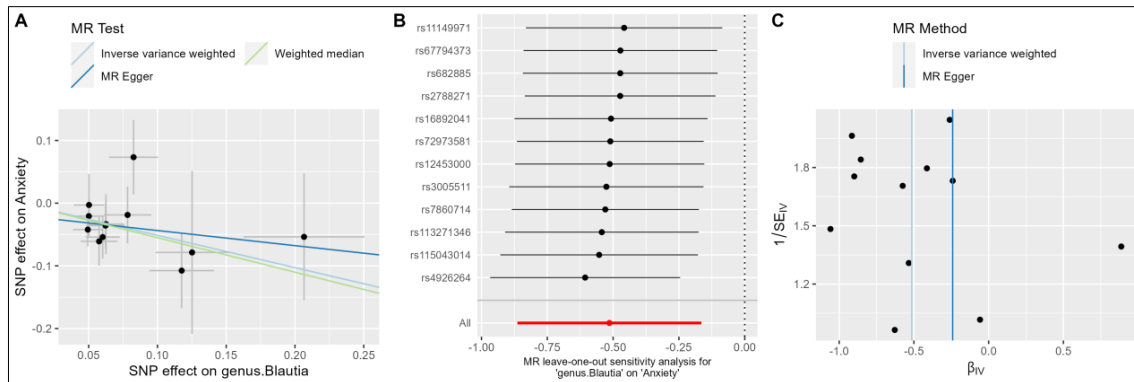 A
MR Test
Inverse variance weighted
Weighted median
MR Egger
SNP effect on Anxiety
0.1
0.0
-0.1
-0.2
0.05
0.10
0.15
0.20
0.25
SNP effect on genus.Blautia
B
rs11149971
rs67794373
rs682885
rs2788271
rs16892041
rs72973581
rs12453000
rs3005511
rs7860714
rs113271346
rs115043014
rs4926264
All
-1.00
-0.75
-0.50
-0.25
0.00
MR leave-one-out sensitivity analysis for
'genus.Blautia' on 'Anxiety'
C
MR Method
Inverse variance weighted
MR Egger
1/SE_IV
1.8
1.5
1.2
-1.0
-0.5
0.0
0.5
β_IV